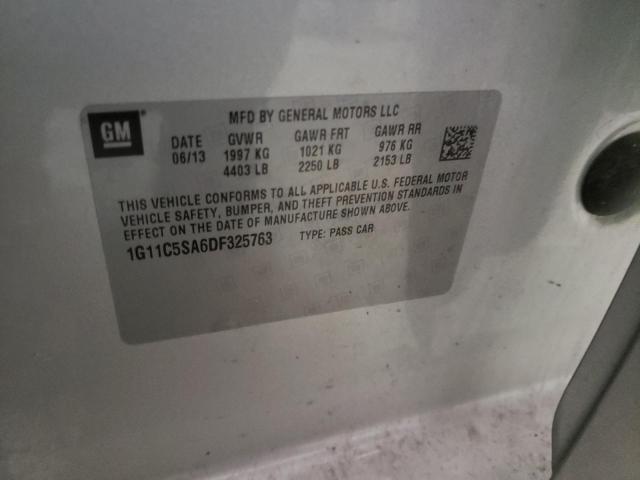 GM
MFD BY GENERAL MOTORS LLC
DATE GVWR GAWR FRT GAWR RR
06/13 1997 KG 1021 KG 976 KG
4403 LB 2250 LB 2153 LB
THIS VEHICLE CONFORMS TO ALL APPLICABLE U.S. FEDERAL MOTOR
VEHICLE SAFETY, BUMPER, AND THEFT PREVENTION STANDARDS IN
EFFECT ON THE DATE OF MANUFACTURE SHOWN ABOVE.
1G11C5SA6DF325763 TYPE: PASS CAR